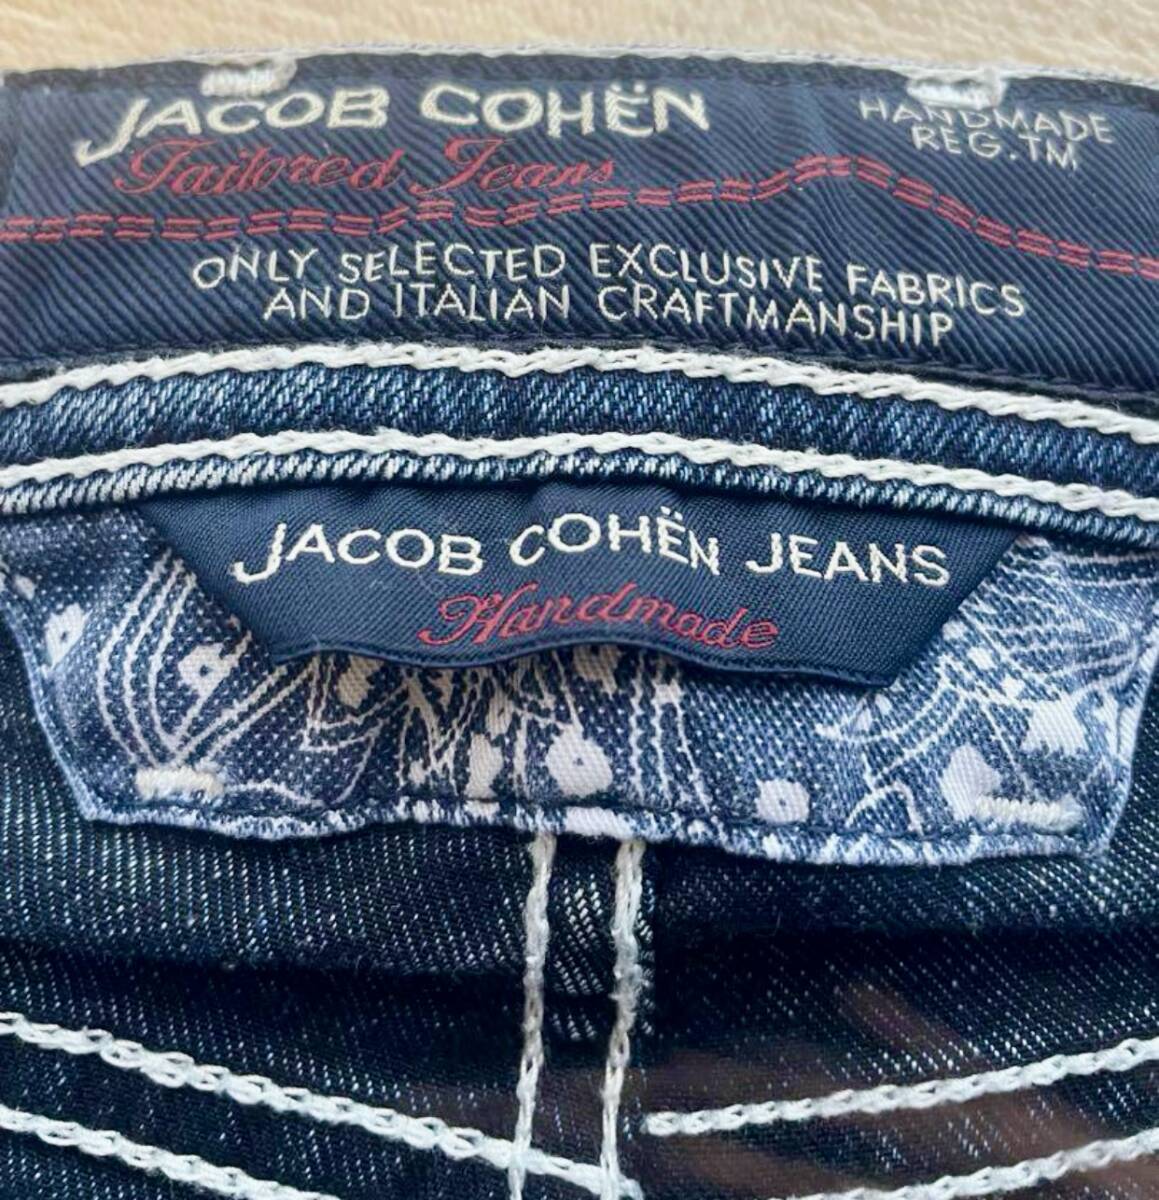 JACOB COHËN
HANDMADE
REG.TM
Tailored Jeans
ONLY SELECTED EXCLUSIVE FABRICS
AND ITALIAN CRAFTMANSHIP
JACOB COHËN JEANS
Handmade